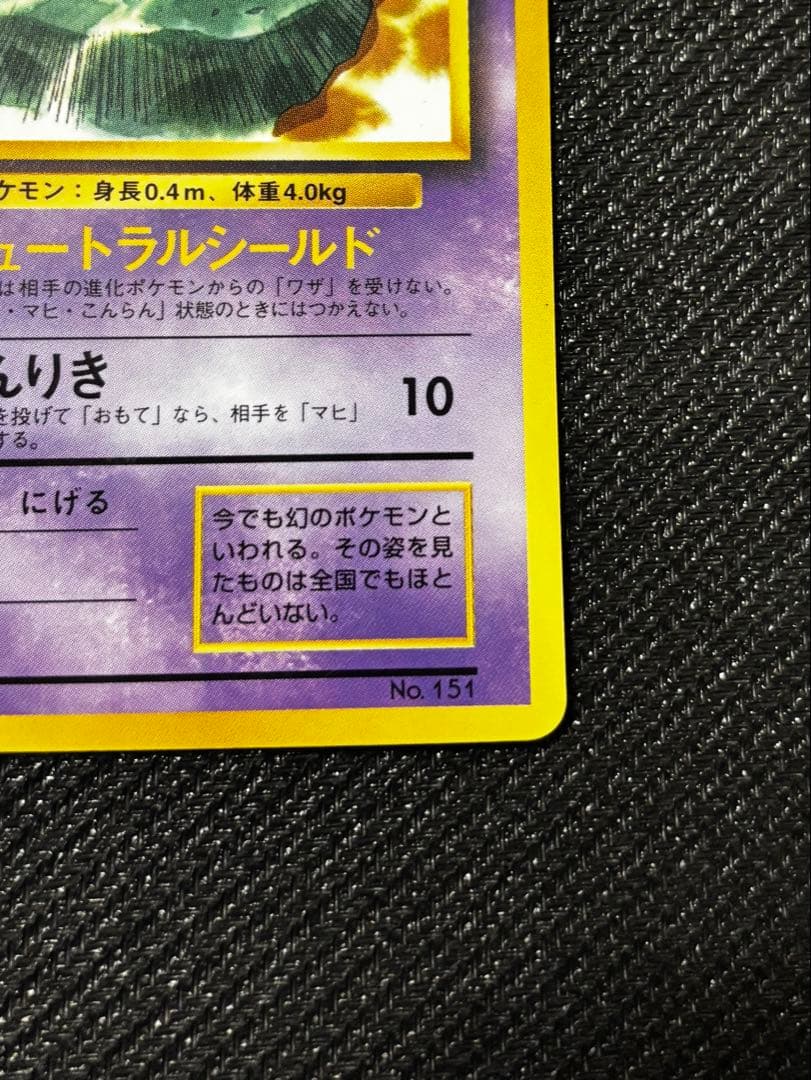 ケモン：身長0.4m、体重4.0kg
ュートラルシールド
は相手の進化ポケモンからの「ワザ」を受けない。
・マヒ・こんらん」状態のときにはつかえない。
んりき 10
を投げて「おもて」なら、相手を「マヒ」
する。
にげる
今でも幻のポケモンと
いわれる。その姿を見
たものは全国でもほと
んどいない。
No. 151